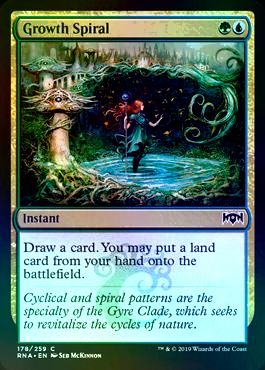 Growth Spiral
Instant
Draw a card. You may put a land
card from your hand onto the
battlefield.
Cyclical and spiral patterns are the
specialty of the Gyre Clade, which seeks
to revitalize the cycles of nature.
178/259 C
RNA • EN Seb McKinnon
™ & © 2019 Wizards of the Coast